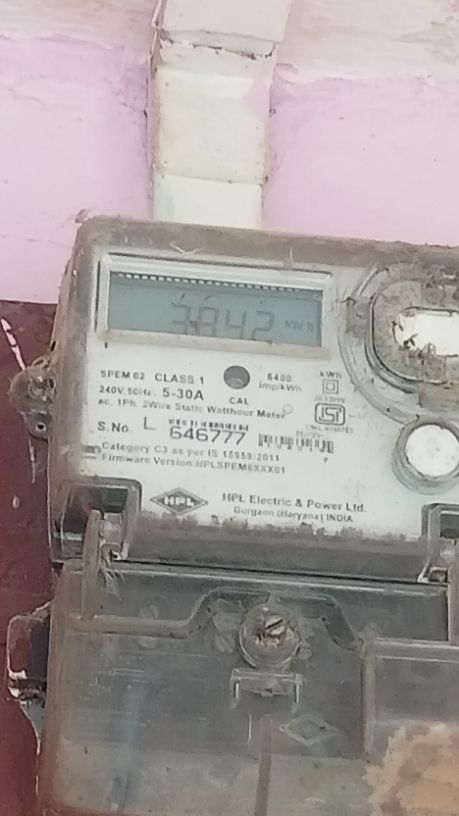 3842 kWh
SPEM 02 CLASS 1
240V, 50Hz, 5-30A
CAL
6400
imp/kWh
kWh
ac, 1Ph. 2Wire Static Watthour Meter
S.No. L 646777
Category C3 as per IS 15959:2011
Firmware Version:HPLSPEM6XXX01
HPL
HPL Electric & Power Ltd.
Gurgaon (Haryana) INDIA